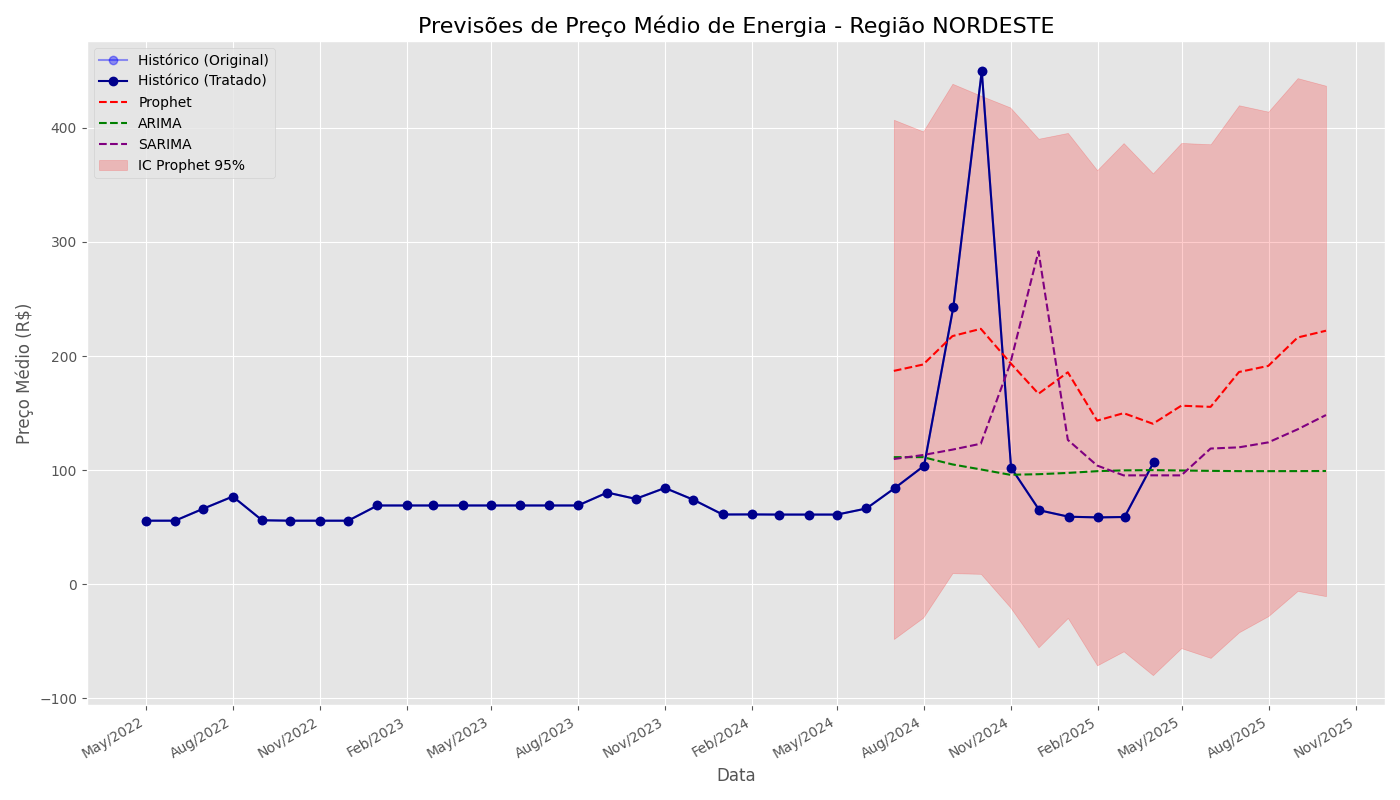 Previsões de Preço Médio de Energia - Região NORDESTE
Histórico (Original)
Histórico (Tratado)
Prophet
ARIMA
SARIMA
IC Prophet 95%
Preço Médio (R$)
400
300
200
100
0
−100
May/2022
Aug/2022
Nov/2022
Feb/2023
May/2023
Aug/2023
Nov/2023
Feb/2024
May/2024
Aug/2024
Nov/2024
Feb/2025
May/2025
Aug/2025
Nov/2025
Data